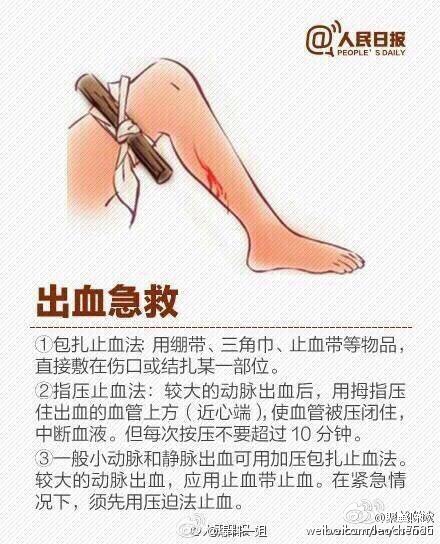 @人民日报
PEOPLE'S DAILY
出血急救
①包扎止血法：用绷带、三角巾、止血带等物品，
直接敷在伤口或结扎某一部位。
②指压止血法：较大的动脉出血后，用拇指压
住出血的血管上方（近心端），使血管被压闭住，
中断血液。但每次按压不要超过10分钟。
③一般小动脉和静脉出血可用加压包扎止血法。
较大的动脉出血，应用止血带止血。在紧急情
况下，须先用压迫法止血。